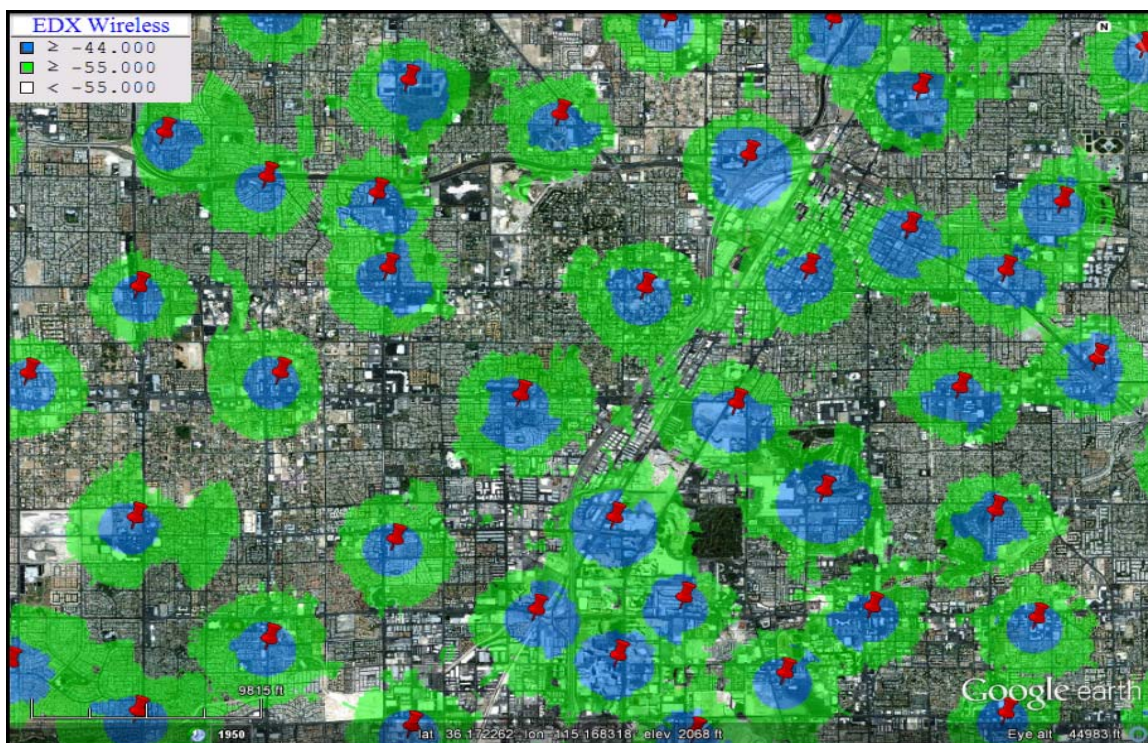 EDX Wireless
≥ -44.000
≥ -55.000
< -55.000
N
9815 ft
1950
lat 36.172262 lon -115.168318 elev 2068 ft
Google earth
Eye alt 44983 ft